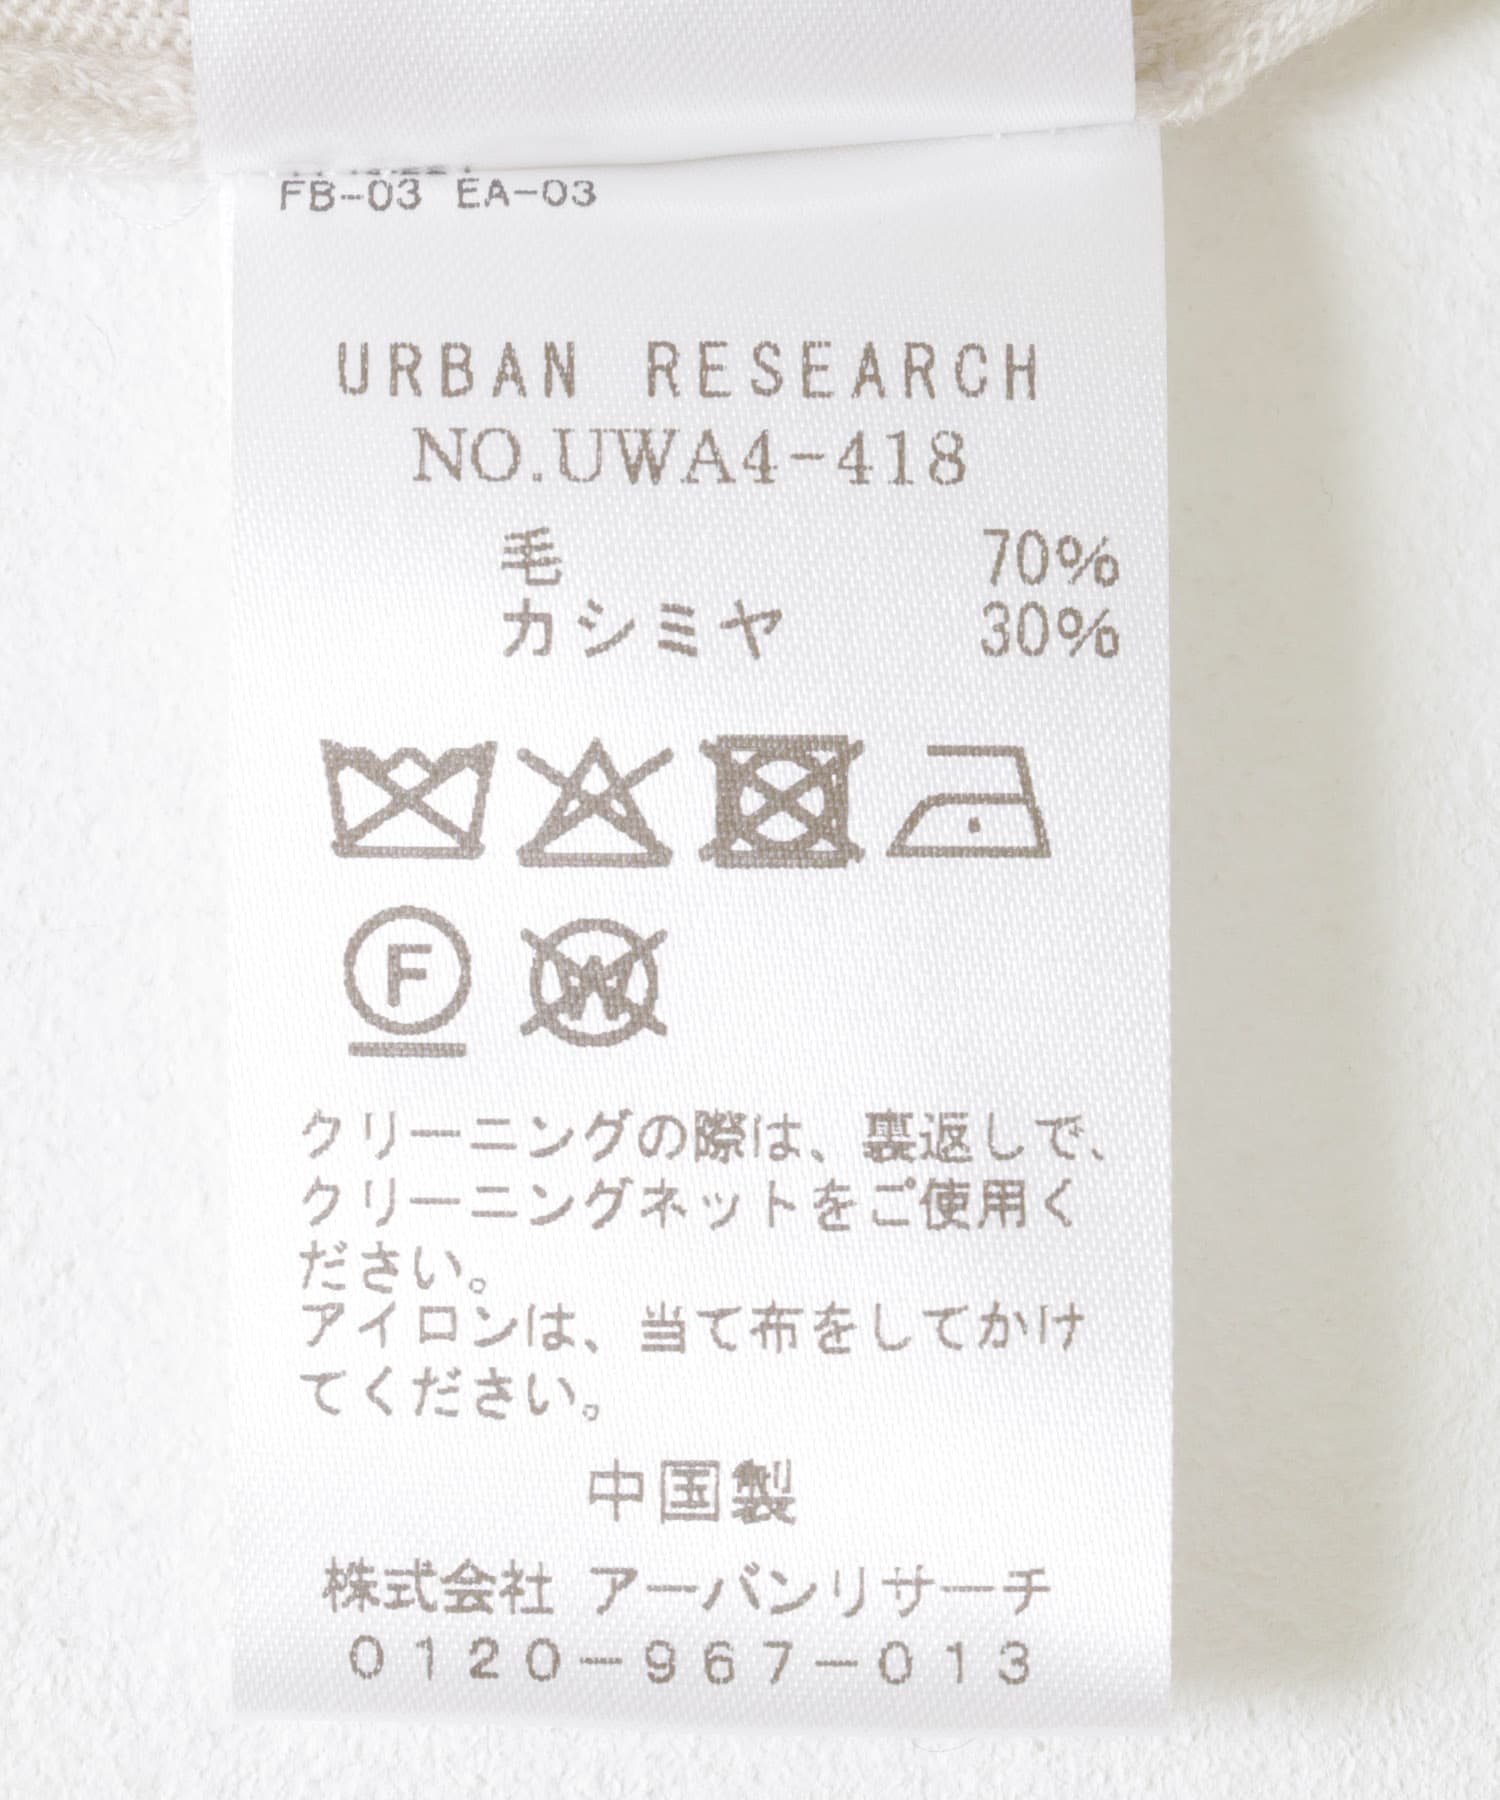 FB-03 EA-03
URBAN RESEARCH
NO.UWA4-418
毛 70%
カシミヤ 30%
F
W
クリーニングの際は、裏返しで、
クリーニングネットをご使用く
ださい。
アイロンは、当て布をしてかけ
てください。
中国製
株式会社 アーバンリサーチ
0120-967-013